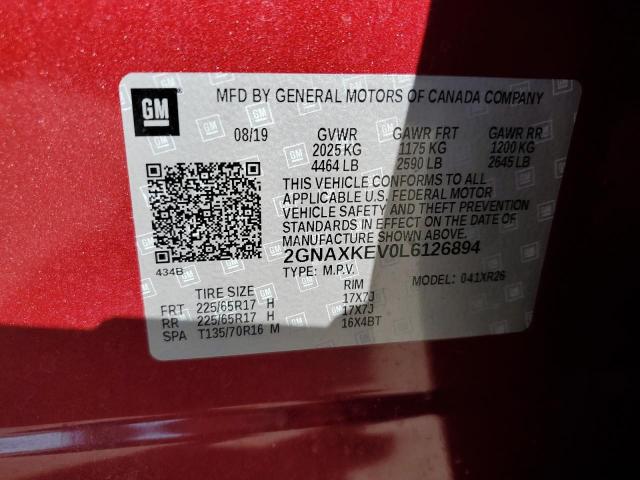 GM
MFD BY GENERAL MOTORS OF CANADA COMPANY
08/19 GVWR GAWR FRT GAWR RR
2025 KG 1175 KG 1200 KG
4464 LB 2590 LB 2645 LB
THIS VEHICLE CONFORMS TO ALL
APPLICABLE U.S. FEDERAL MOTOR
VEHICLE SAFETY AND THEFT PREVENTION
STANDARDS IN EFFECT ON THE DATE OF
MANUFACTURE SHOWN ABOVE.
2GNAXKEV0L6126894
434B TYPE: M.P.V. MODEL: 041XR26
TIRE SIZE RIM
FRT 225/65R17 H 17X7J
RR 225/65R17 H 17X7J
SPA T135/70R16 M 16X4BT